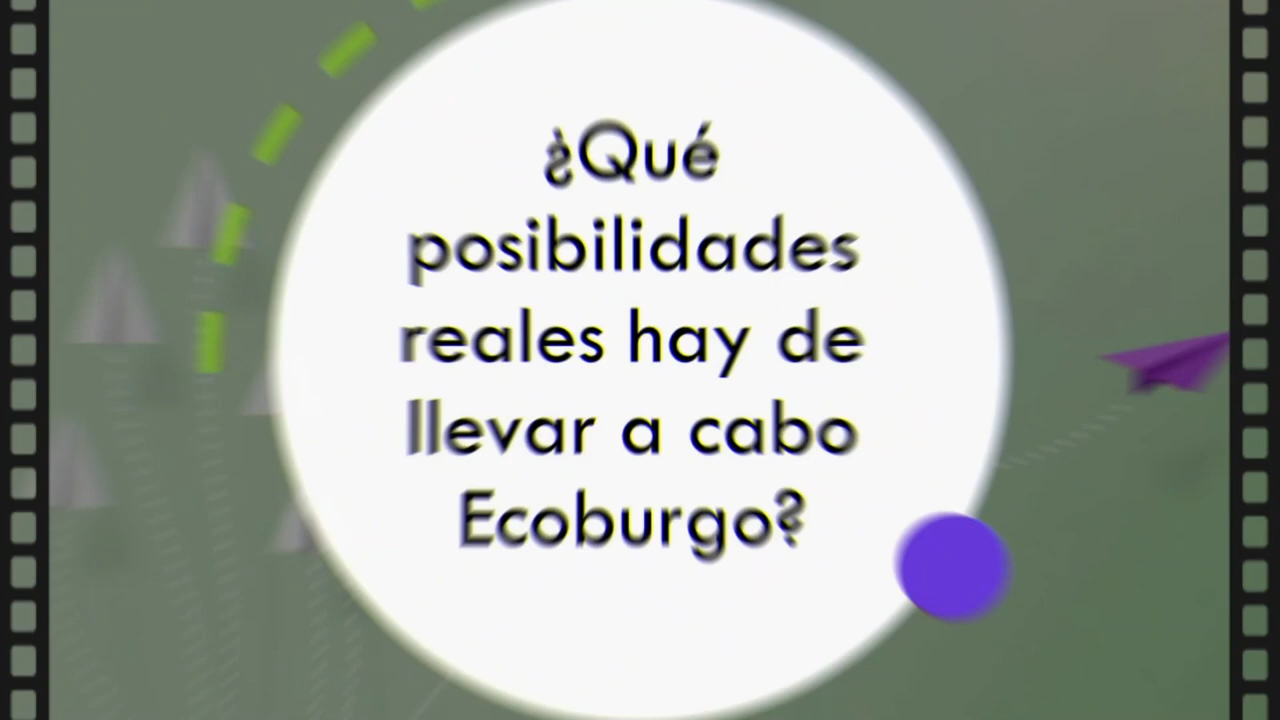 ¿Qué
posibilidades
reales hay de
llevar a cabo
Ecoburgo?